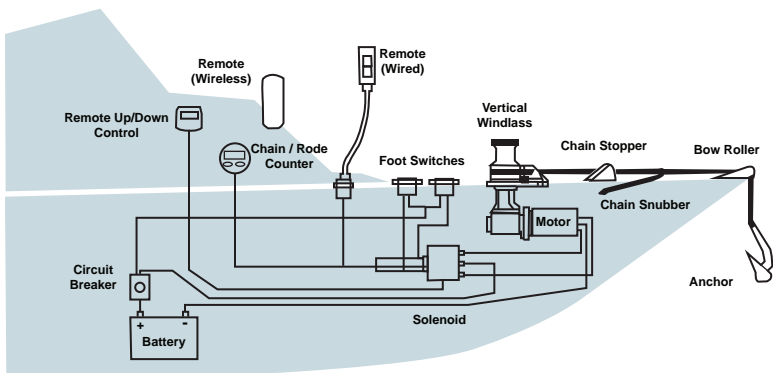 Remote
(Wireless)
Remote
(Wired)
Remote Up/Down
Control
Chain / Rode
Counter
Foot Switches
Vertical
Windlass
Chain Stopper
Bow Roller
Chain Snubber
Motor
Anchor
Circuit
Breaker
Solenoid
+ -
Battery